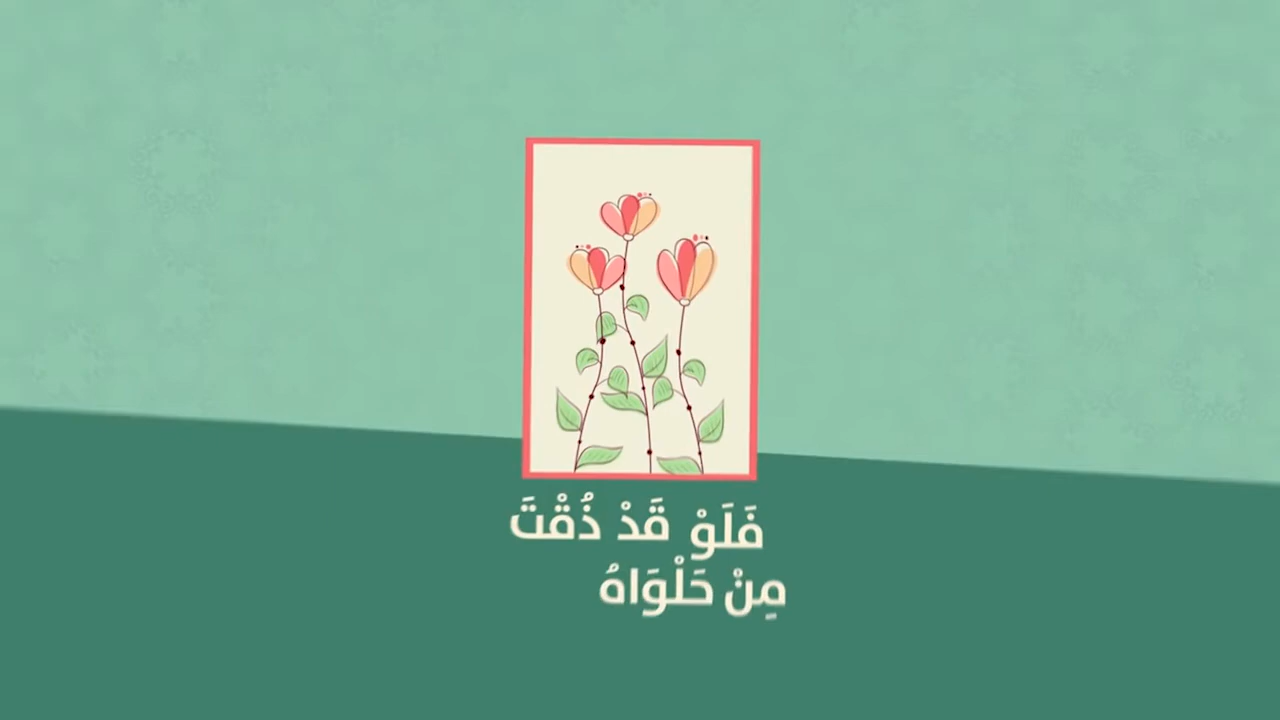 فَلَوْ قَدْ ذُقْتَ
مِنْ حَلْوَاهُ